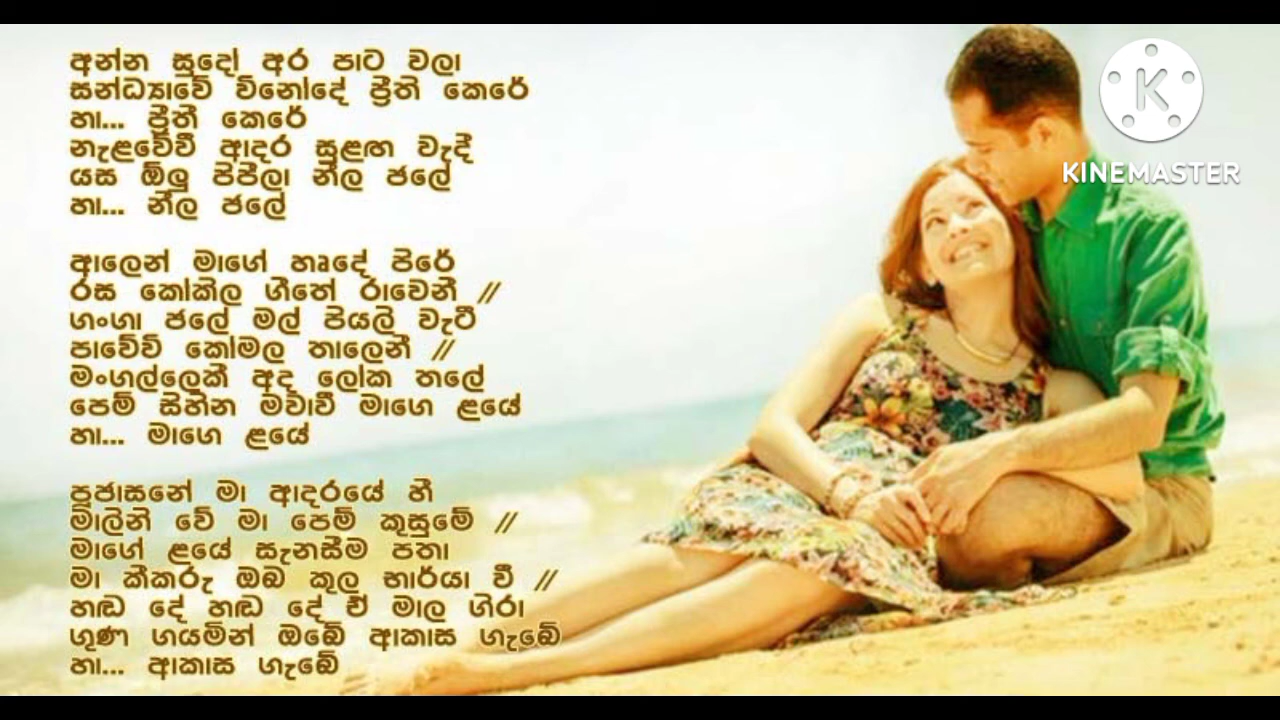 අන්න සුදෝ අර පාට වලා
සන්ධ්‍යාවේ විනෝදේ ප්‍රීති කෙරේ
හා... ප්‍රීතී කෙරේ
නැළවේවී ආදර සුළඟ වැදී
යස ඕලු පිපීලා නීල ජලේ
හා... නීල ජලේ
ආලෙන් මාගේ හෘදේ පිරේ
රස කෝකිල ගීතේ රාවෙනී //
ගංගා ජලේ මල් පියලි වැටී
පාවේවි කෝමල තාලෙනී //
මංගල්ලෙකී අද ලෝක තලේ
පෙම් සිහින මවාවී මාගෙ ළයේ
හා... මාගෙ ළයේ
පූජාසනේ මා ආදරයේ හී
මාලිනි වේ මා පෙම් කුසුමේ //
මාගේ ළයේ සැනසීම පතා
මා කීකරු ඔබ කුල භාර්යා වී //
හඬ දේ හඬ දේ ඒ මාල ගිරා
ගුණ ගයමින් ඔබේ ආකාස ගැබේ
හා... ආකාස ගැබේ
K
KINEMASTER